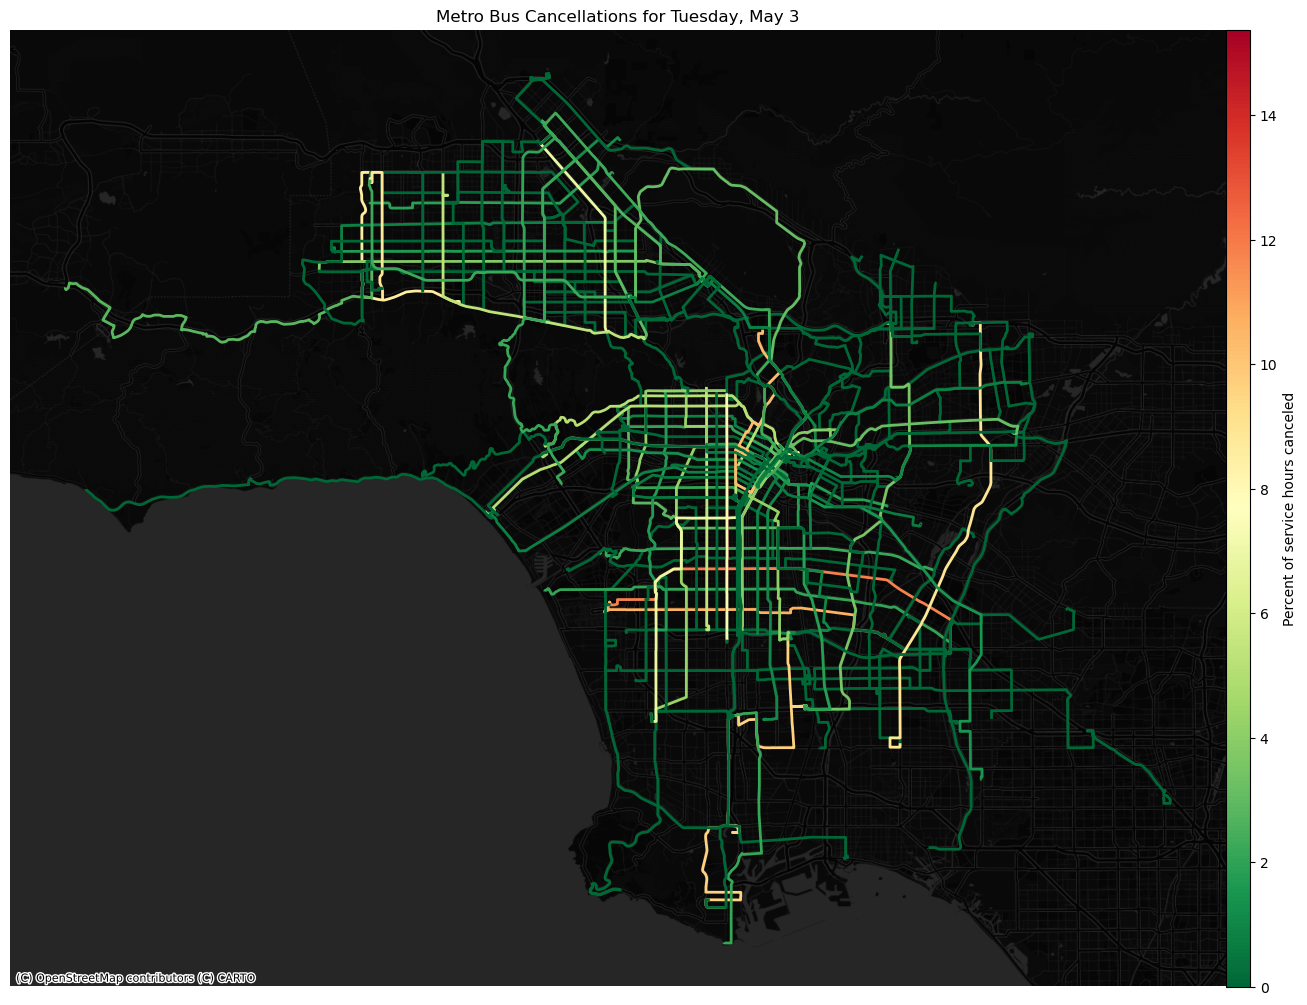 Metro Bus Cancellations for Tuesday, May 3
14
12
10
8
6
4
2
0
Percent of service hours canceled
(C) OpenStreetMap contributors (C) CARTO